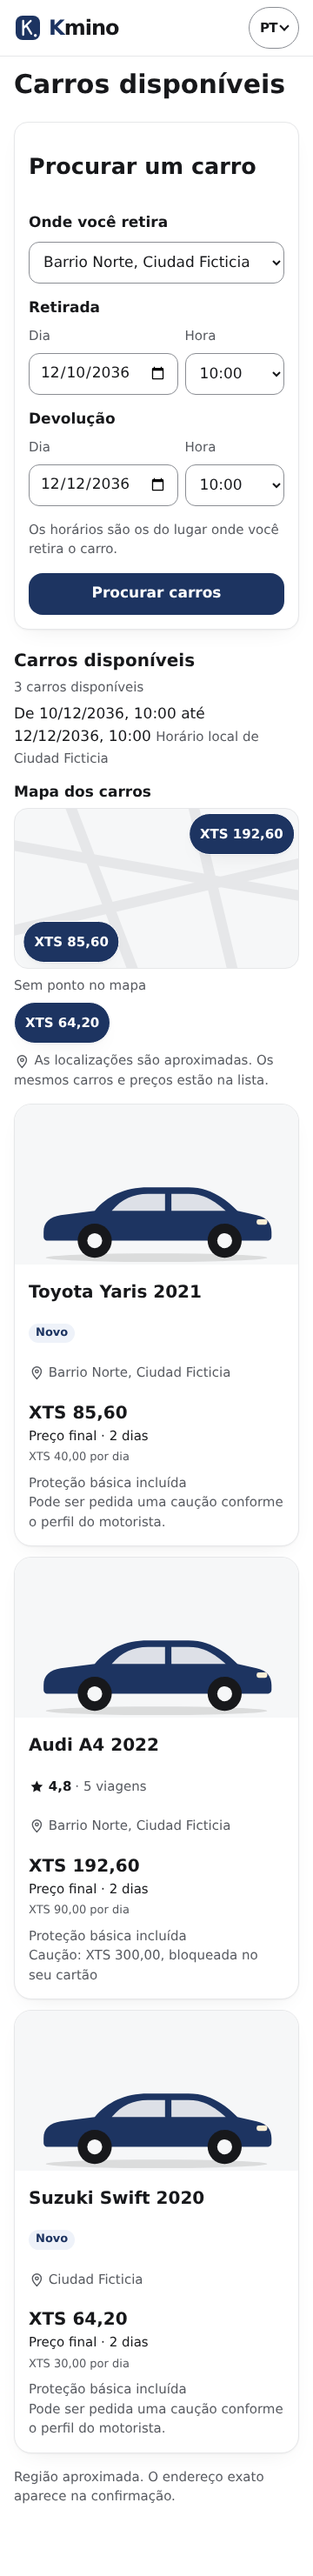 Kmino
PT
Carros disponíveis
Procurar um carro
Onde você retira
Barrio Norte, Ciudad Ficticia
Retirada
Dia
Hora
12/10/2036
10:00
Devolução
Dia
Hora
12/12/2036
10:00
Os horários são os do lugar onde você
retira o carro.
Procurar carros
Carros disponíveis
3 carros disponíveis
De 10/12/2036, 10:00 até
12/12/2036, 10:00 Horário local de
Ciudad Ficticia
Mapa dos carros
XTS 192,60
XTS 85,60
Sem ponto no mapa
XTS 64,20
As localizações são aproximadas. Os
mesmos carros e preços estão na lista.
Toyota Yaris 2021
Novo
Barrio Norte, Ciudad Ficticia
XTS 85,60
Preço final · 2 dias
XTS 40,00 por dia
Proteção básica incluída
Pode ser pedida uma caução conforme
o perfil do motorista.
Audi A4 2022
4,8 · 5 viagens
Barrio Norte, Ciudad Ficticia
XTS 192,60
Preço final · 2 dias
XTS 90,00 por dia
Proteção básica incluída
Caução: XTS 300,00, bloqueada no
seu cartão
Suzuki Swift 2020
Novo
Ciudad Ficticia
XTS 64,20
Preço final · 2 dias
XTS 30,00 por dia
Proteção básica incluída
Pode ser pedida uma caução conforme
o perfil do motorista.
Região aproximada. O endereço exato
aparece na confirmação.